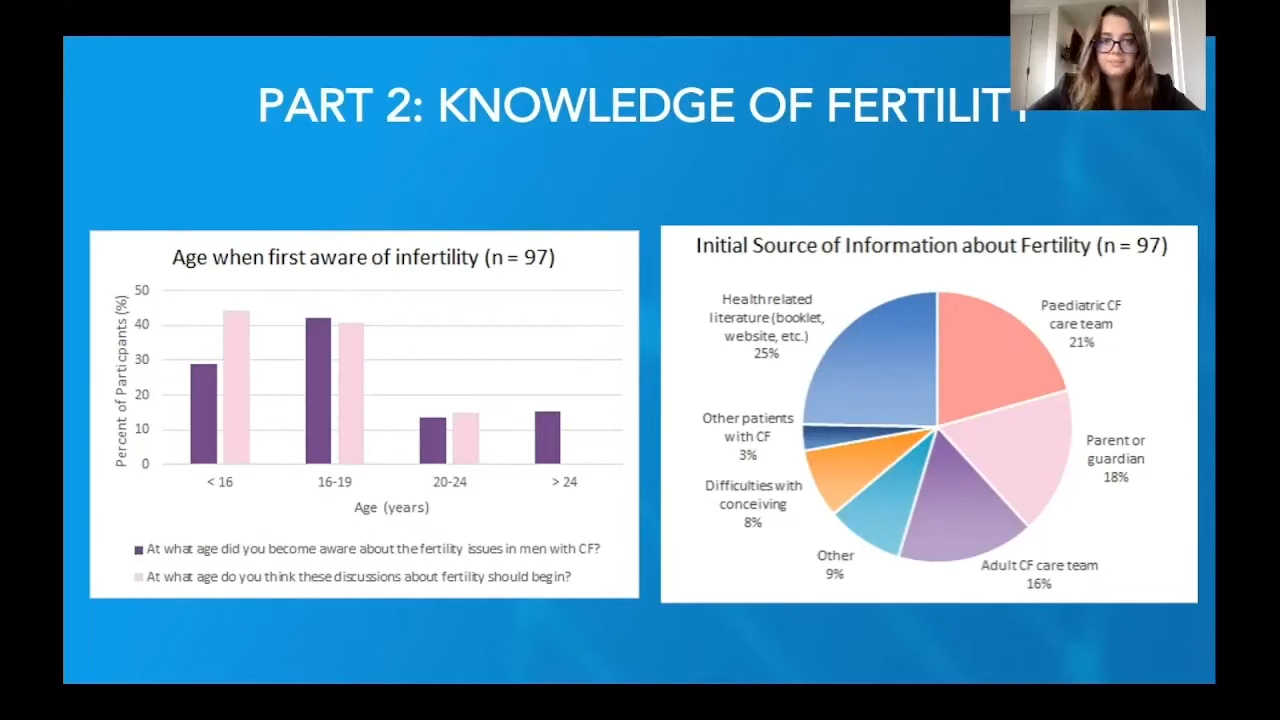 PART 2: KNOWLEDGE OF FERTILITY
Age when first aware of infertility (n = 97)
Percent of Particpants (%)
50
40
30
20
10
0
< 16
16-19
20-24
> 24
Age (years)
At what age did you become aware about the fertility issues in men with CF?
At what age do you think these discussions about fertility should begin?
Initial Source of Information about Fertility (n = 97)
Health related
literature (booklet,
website, etc.)
25%
Paediatric CF
care team
21%
Other patients
with CF
3%
Parent or
guardian
18%
Difficulties with
conceiving
8%
Other
9%
Adult CF care team
16%